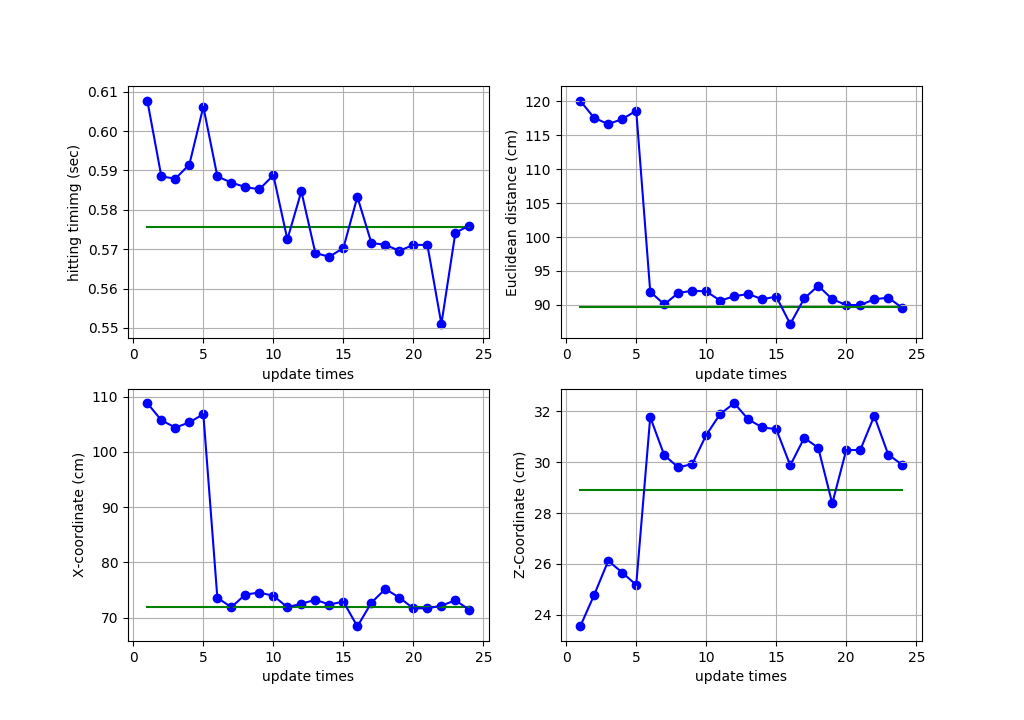 hitting timimg (sec)
0.61
0.60
0.59
0.58
0.57
0.56
0.55
0 5 10 15 20 25
update times
Euclidean distance (cm)
120
115
110
105
100
95
90
0 5 10 15 20 25
update times
X-coordinate (cm)
110
100
90
80
70
0 5 10 15 20 25
update times
Z-Coordinate (cm)
32
30
28
26
24
0 5 10 15 20 25
update times